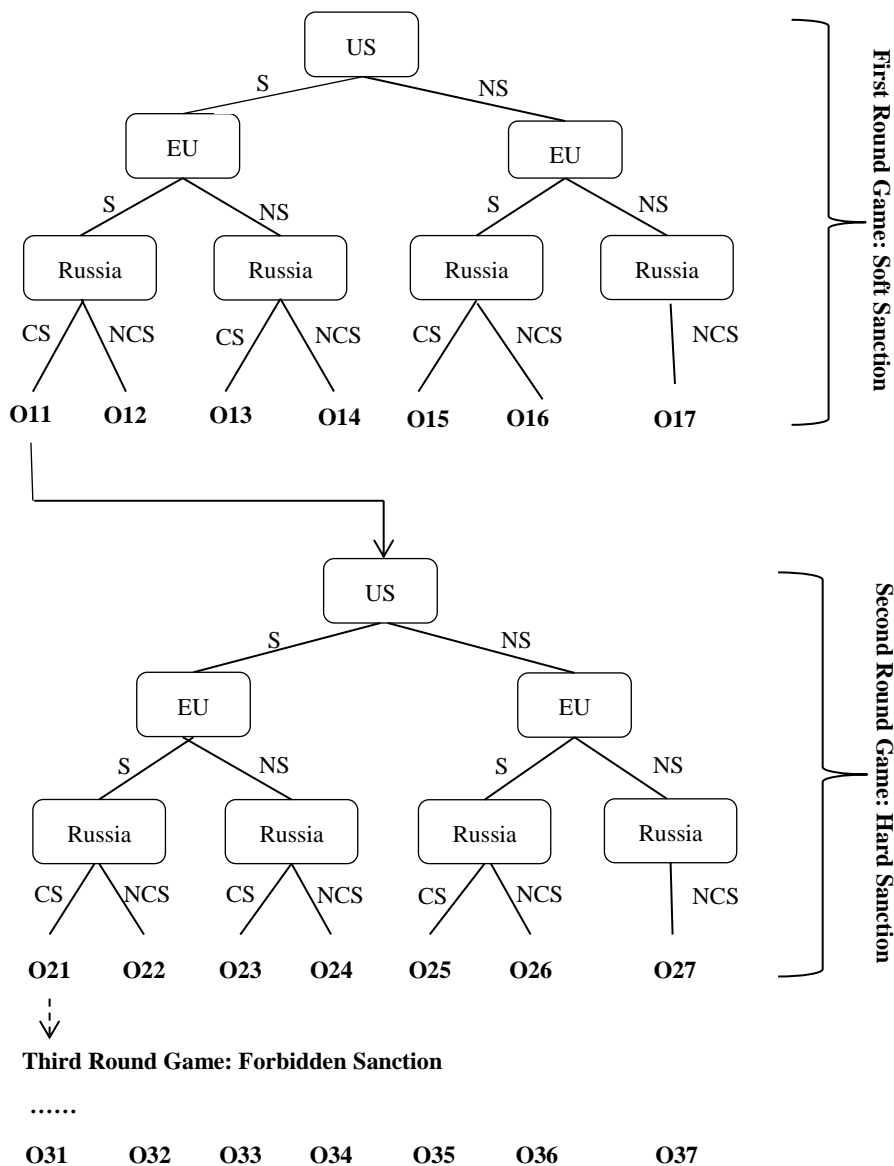 US
S NS
EU EU
S NS S NS
Russia Russia Russia Russia
CS NCS CS NCS CS NCS NCS
O11 O12 O13 O14 O15 O16 O17
First Round Game: Soft Sanction
US
S NS
EU EU
S NS S NS
Russia Russia Russia Russia
CS NCS CS NCS CS NCS NCS
O21 O22 O23 O24 O25 O26 O27
Second Round Game: Hard Sanction
Third Round Game: Forbidden Sanction
……
O31 O32 O33 O34 O35 O36 O37